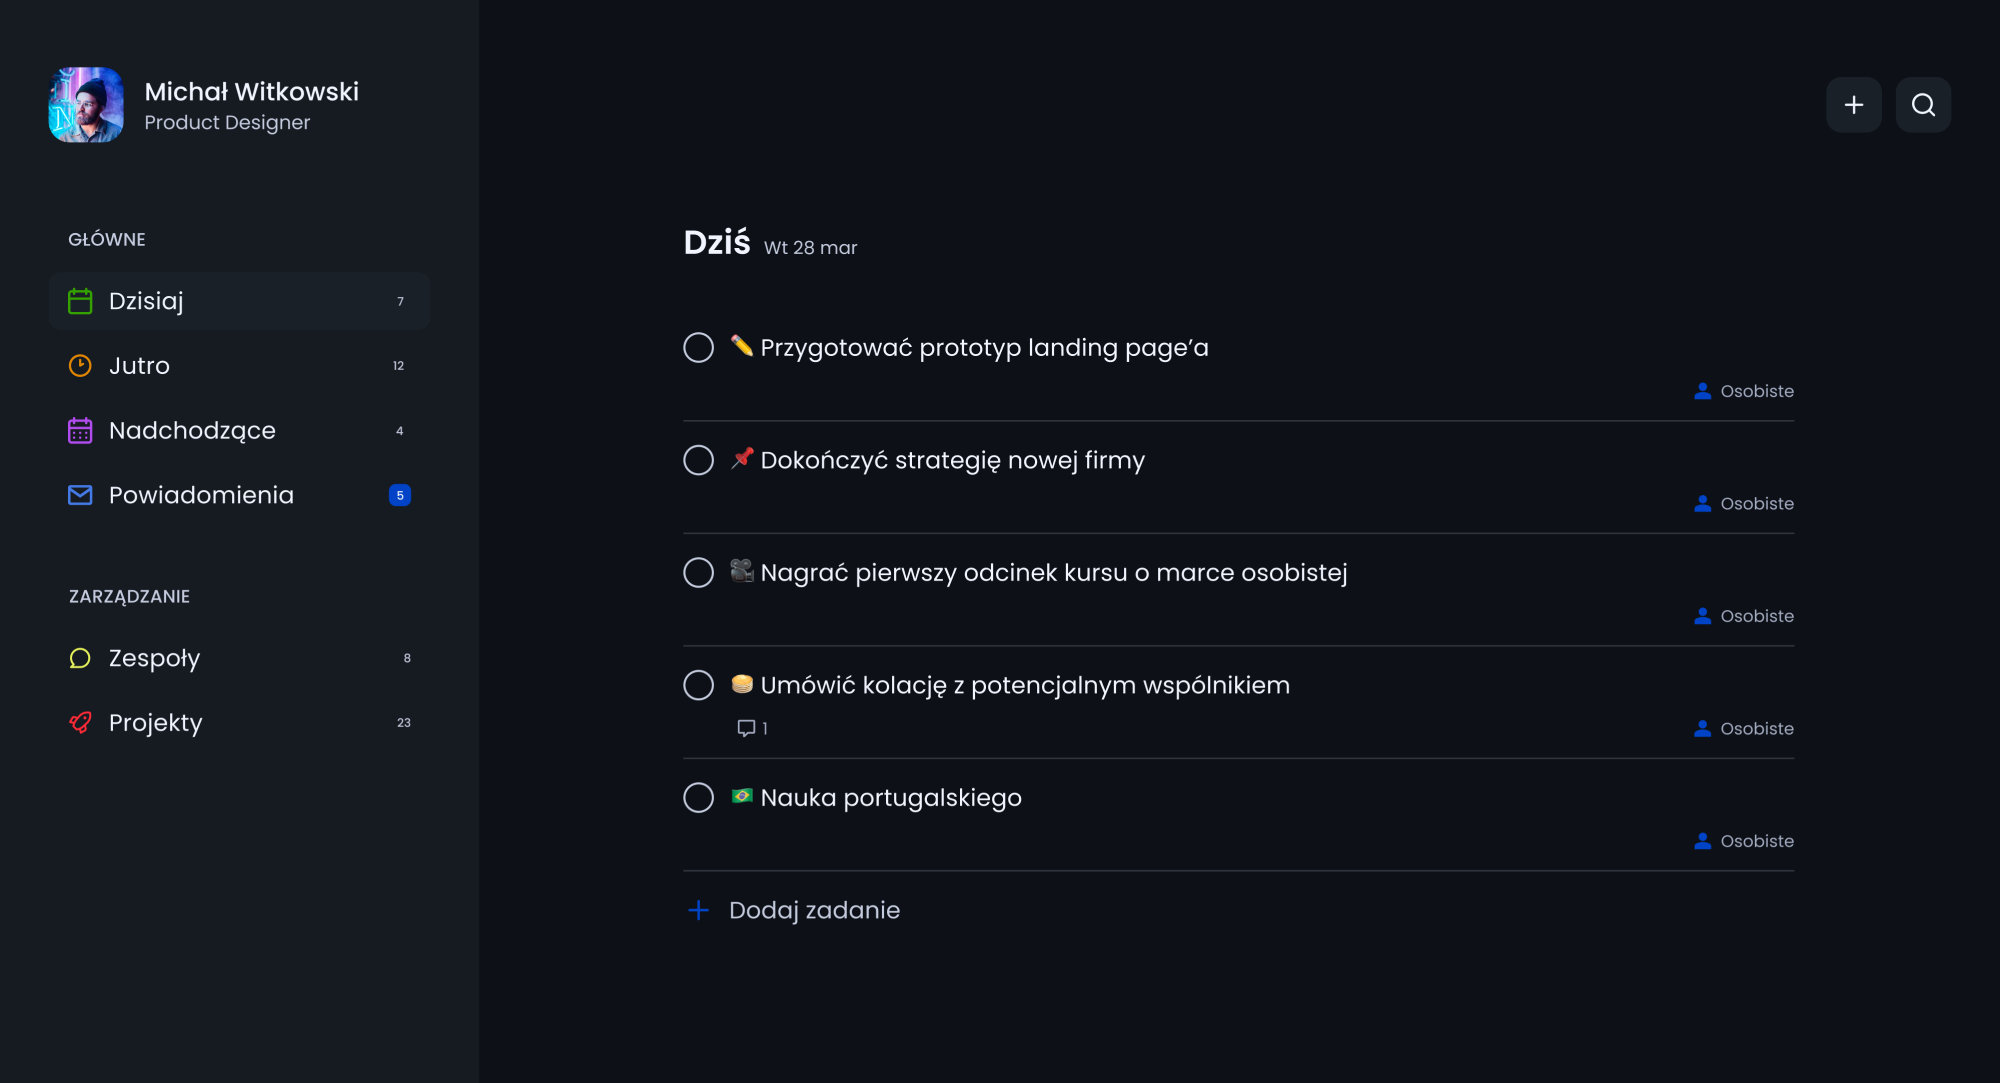 Michał Witkowski
Product Designer
GŁÓWNE
Dzisiaj 7
Jutro 12
Nadchodzące 4
Powiadomienia 5
ZARZĄDZANIE
Zespoły 8
Projekty 23
Dziś Wt 28 mar
Przygotować prototyp landing page’a
Osobiste
Dokończyć strategię nowej firmy
Osobiste
Nagrać pierwszy odcinek kursu o marce osobistej
Osobiste
Umówić kolację z potencjalnym wspólnikiem
1 Osobiste
Nauka portugalskiego
Osobiste
Dodaj zadanie